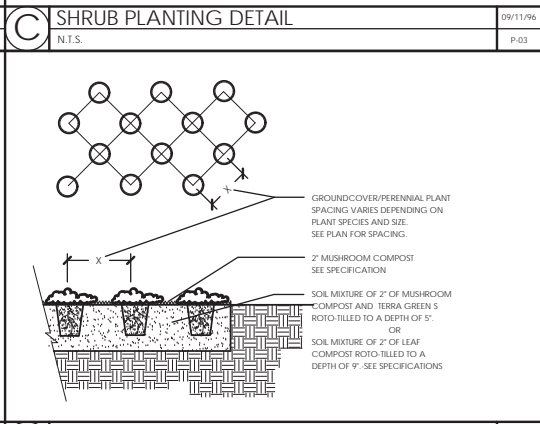 C
SHRUB PLANTING DETAIL
09/11/96
N.T.S.
P-03
X
GROUNDCOVER/PERENNIAL PLANT
SPACING VARIES DEPENDING ON
PLANT SPECIES AND SIZE.
SEE PLAN FOR SPACING.
X
2" MUSHROOM COMPOST
SEE SPECIFICATION
SOIL MIXTURE OF 2" OF MUSHROOM
COMPOST AND TERRA GREEN S
ROTO-TILLED TO A DEPTH OF 5".
OR
SOIL MIXTURE OF 2" OF LEAF
COMPOST ROTO-TILLED TO A
DEPTH OF 9".-SEE SPECIFICATIONS